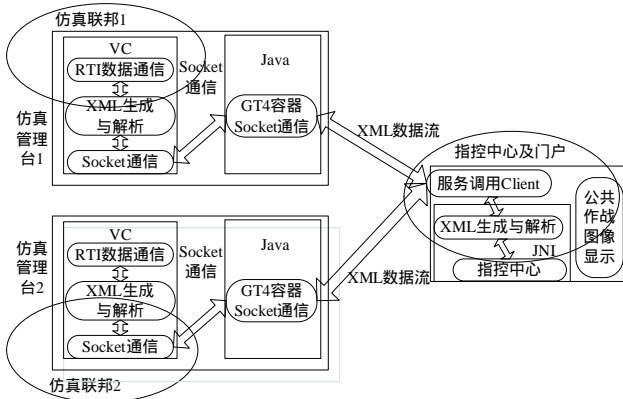 仿真联邦1
VC
RTI数据通信
XML生成
与解析
Socket通信
Socket
通信
Java
GT4容器
Socket通信
仿真
管理
台1
XML数据流
指控中心及门户
服务调用Client
XML生成与解析
JNI
指控中心
公共
作战
图像
显示
仿真
管理
台2
VC
RTI数据通信
XML生成
与解析
Socket通信
Socket
通信
Java
GT4容器
Socket通信
XML数据流
仿真联邦2